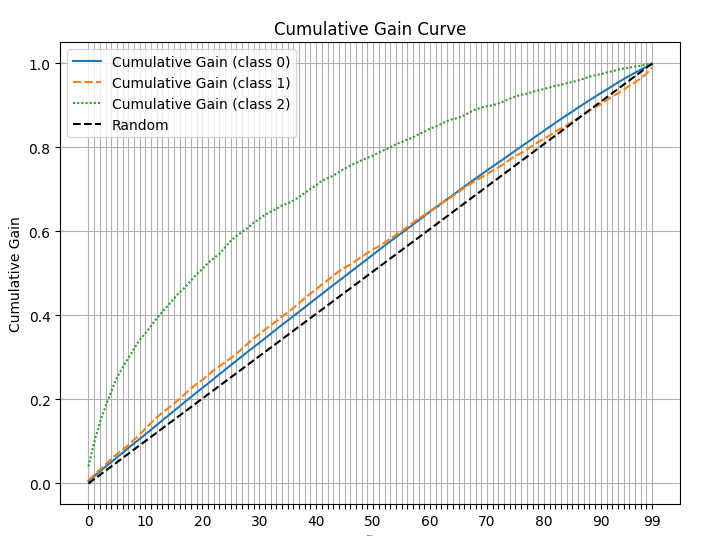 Cumulative Gain Curve
Cumulative Gain (class 0)
Cumulative Gain (class 1)
Cumulative Gain (class 2)
Random
Cumulative Gain
1.0
0.8
0.6
0.4
0.2
0.0
0 10 20 30 40 50 60 70 80 90 99